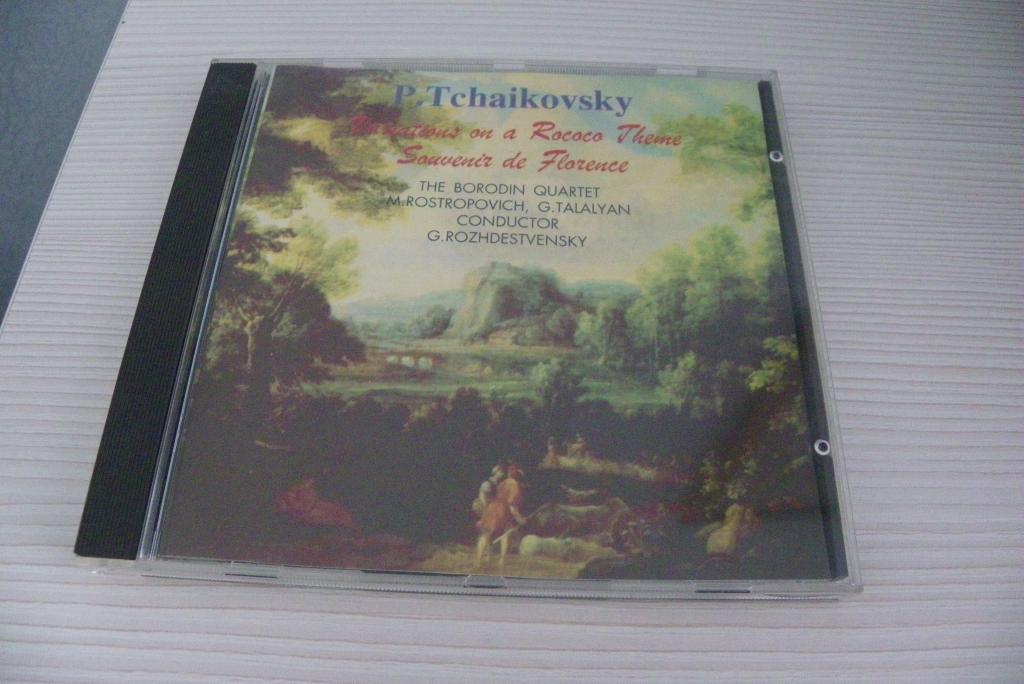 P.Tchaikovsky
Variations on a Rococo Theme
Souvenir de Florence
THE BORODIN QUARTET
M.ROSTROPOVICH, G.TALALYAN
CONDUCTOR
G.ROZHDESTVENSKY